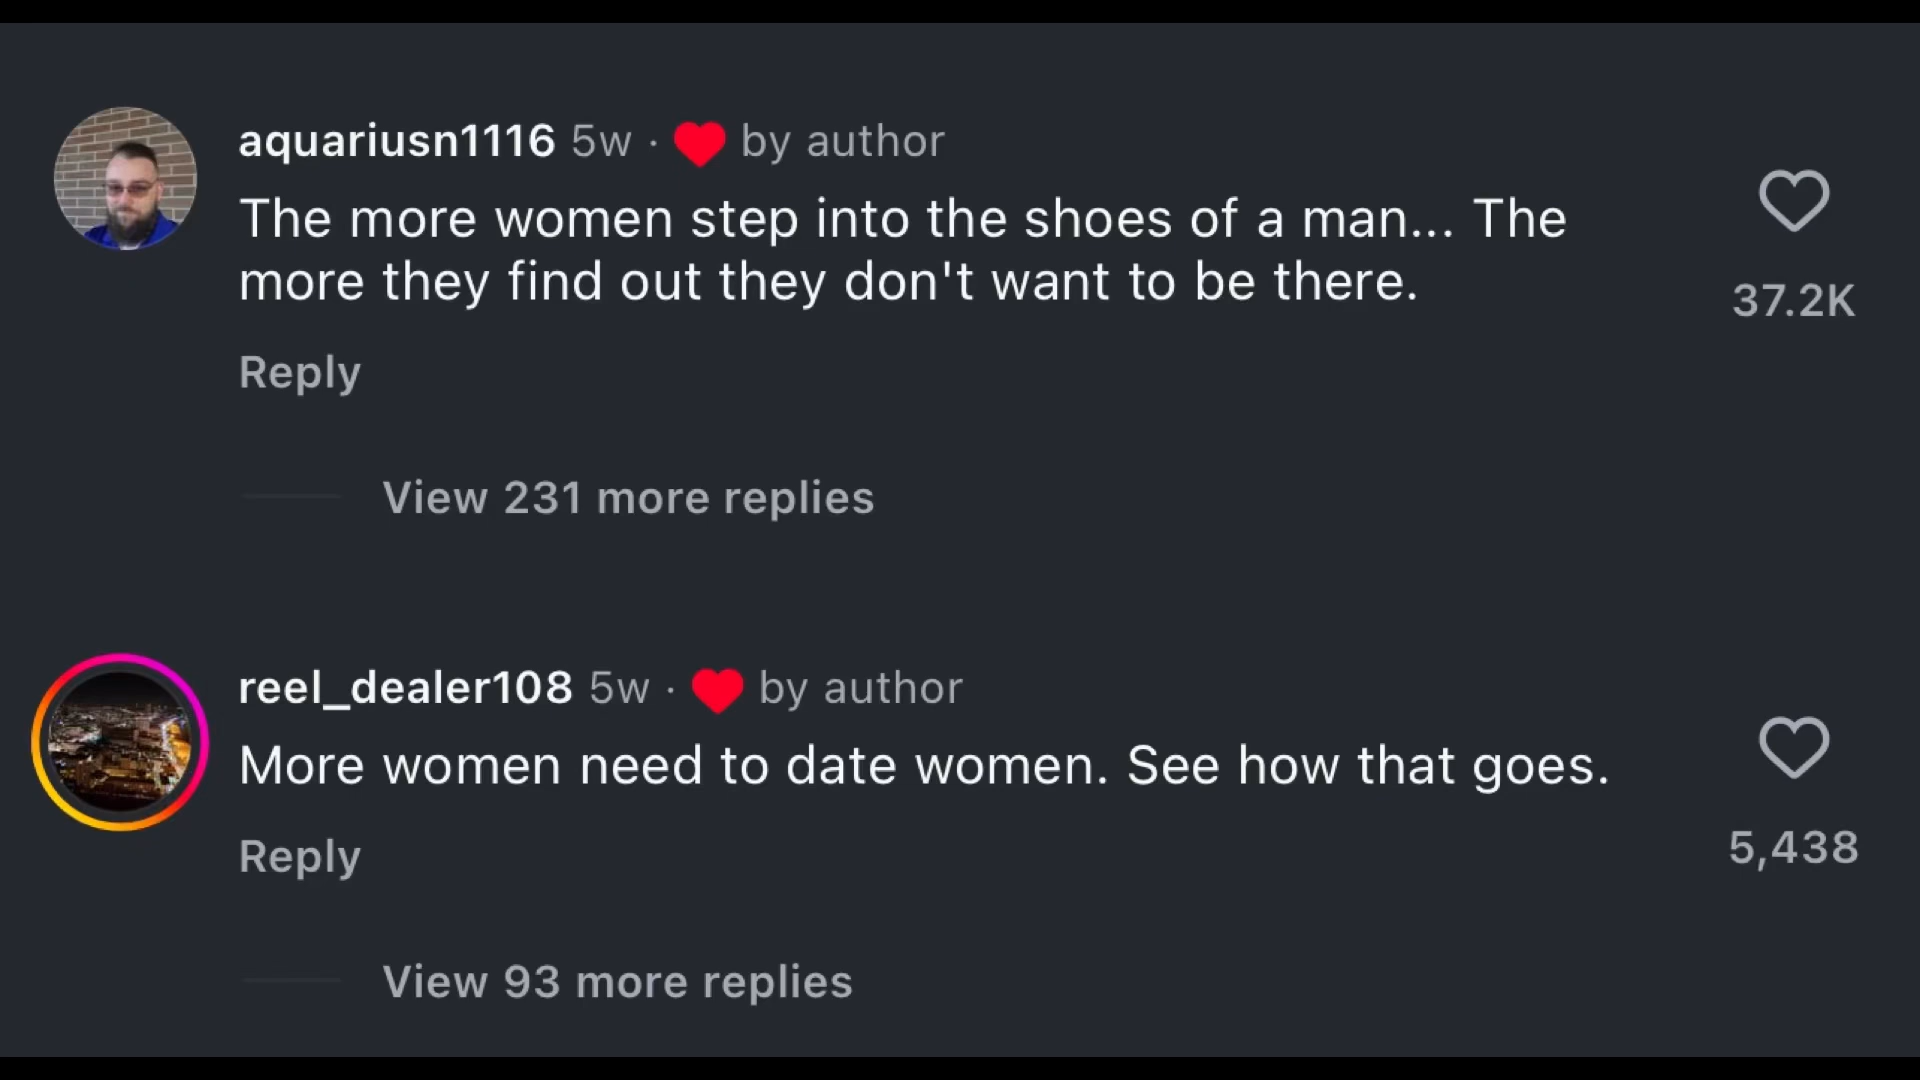 aquariusn1116 5w · ❤️ by author
The more women step into the shoes of a man... The
more they find out they don't want to be there.
37.2K
Reply
View 231 more replies
reel_dealer108 5w · ❤️ by author
More women need to date women. See how that goes.
5,438
Reply
View 93 more replies